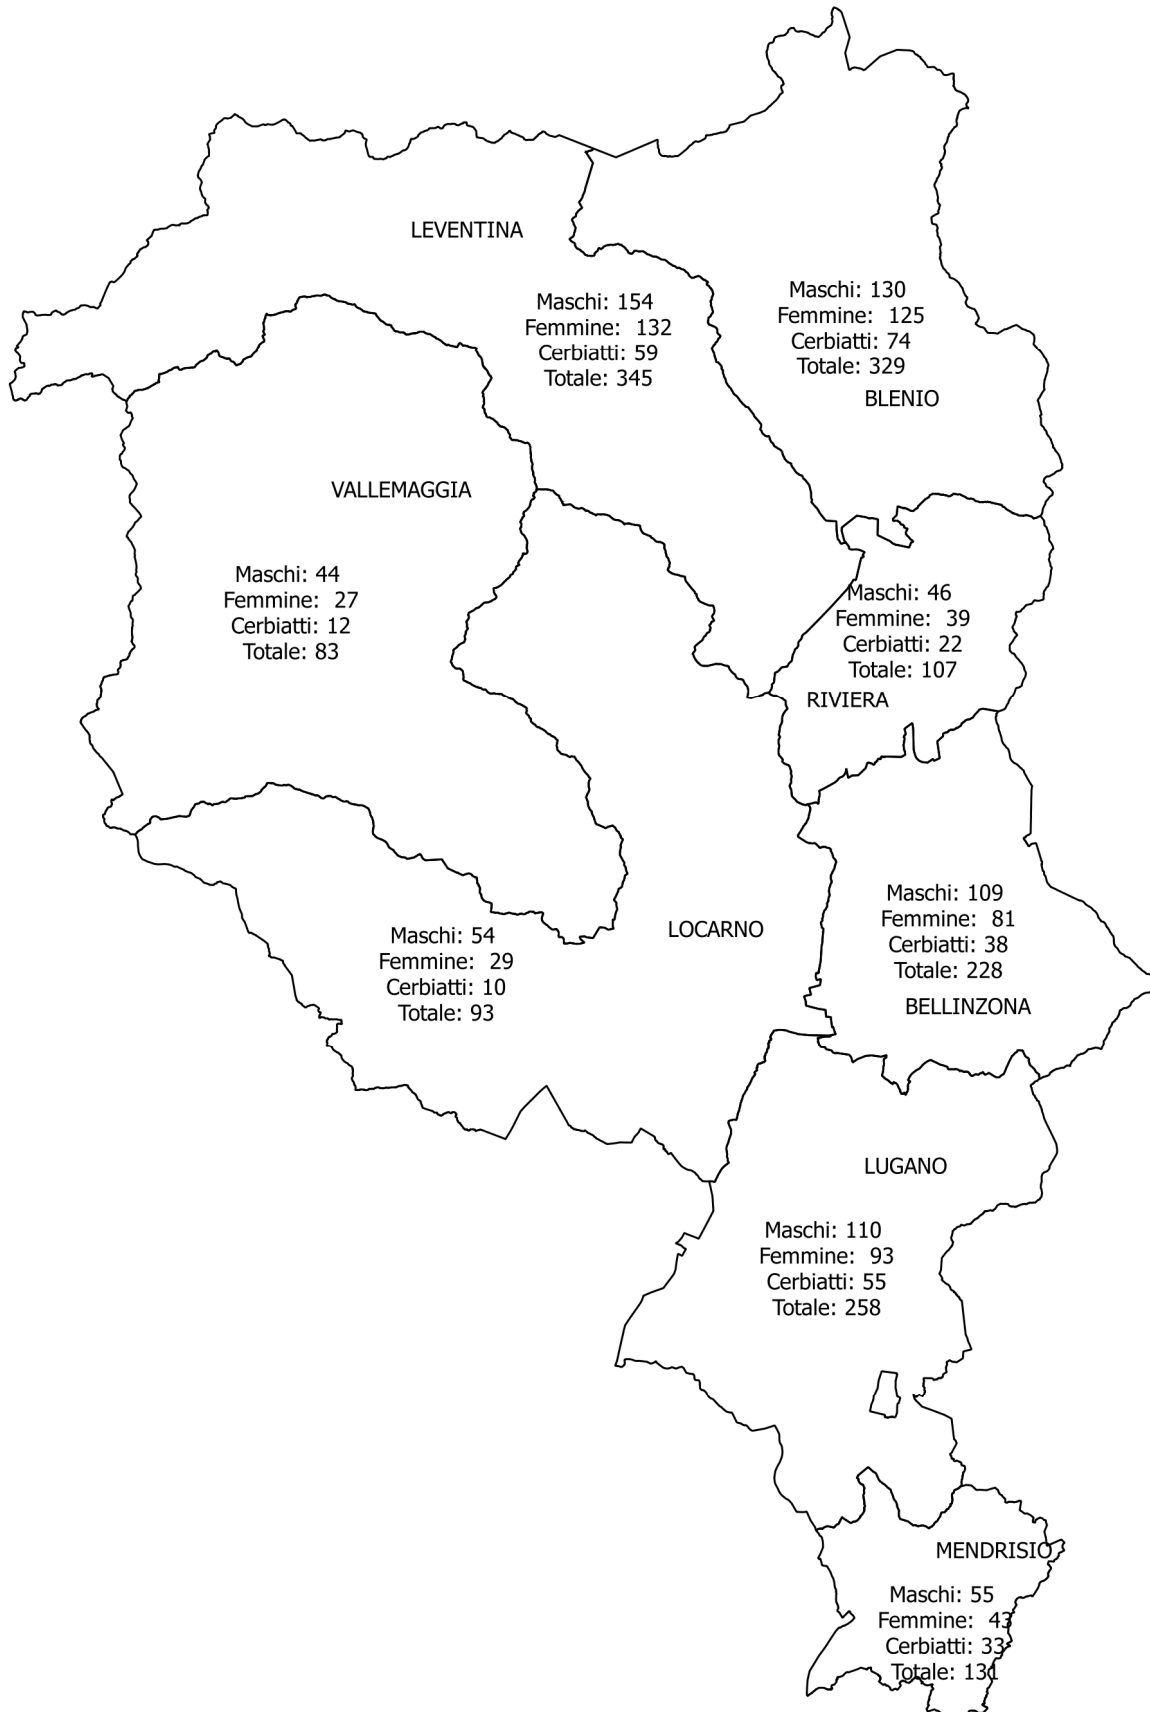 LEVENTINA
Maschi: 154
Femmine: 132
Cerbiatti: 59
Totale: 345
Maschi: 130
Femmine: 125
Cerbiatti: 74
Totale: 329
BLENIO
VALLEMAGGIA
Maschi: 44
Femmine: 27
Cerbiatti: 12
Totale: 83
Maschi: 46
Femmine: 39
Cerbiatti: 22
Totale: 107
RIVIERA
LOCARNO
Maschi: 54
Femmine: 29
Cerbiatti: 10
Totale: 93
Maschi: 109
Femmine: 81
Cerbiatti: 38
Totale: 228
BELLINZONA
LUGANO
Maschi: 110
Femmine: 93
Cerbiatti: 55
Totale: 258
MENDRISIO
Maschi: 55
Femmine: 43
Cerbiatti: 33
Totale: 131